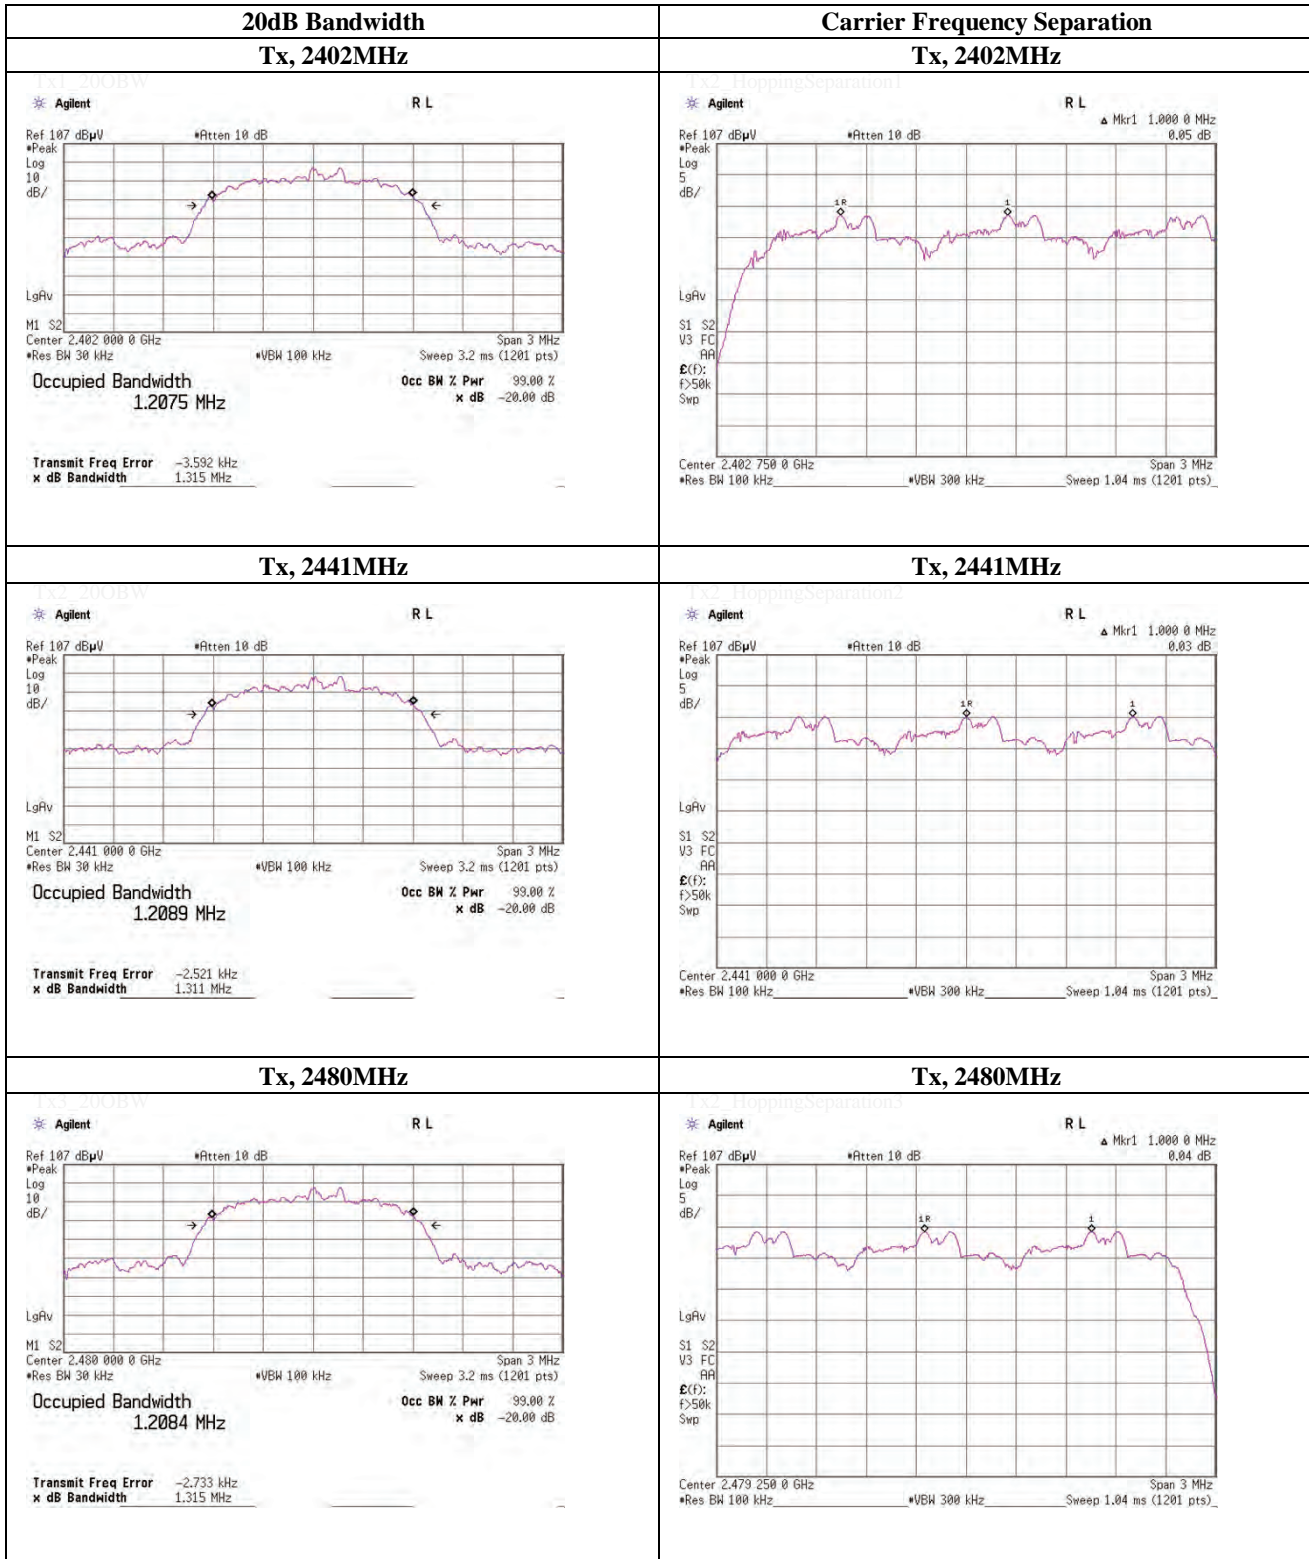 20dB Bandwidth
Carrier Frequency Separation
Tx, 2402MHz
Tx, 2402MHz
Tx1_20OBW
Agilent
R L
Ref 107 dBµV
*Atten 10 dB
*Peak
Log
10
dB/
LgAv
M1 S2
Center 2.402 000 0 GHz
Span 3 MHz
*Res BW 30 kHz
*VBW 100 kHz
Sweep 3.2 ms (1201 pts)
Occupied Bandwidth
1.2075 MHz
Occ BW % Pwr 99.00 %
x dB -20.00 dB
Transmit Freq Error -3.592 kHz
x dB Bandwidth 1.315 MHz
Tx2_HoppingSeparation1
Agilent
R L
Δ Mkr1 1.000 0 MHz
Ref 107 dBµV
*Atten 10 dB
0.05 dB
*Peak
Log
5
dB/
1R
1
LgAv
S1 S2
V3 FC
AA
£(f):
f>50k
Swp
Center 2.402 750 0 GHz
Span 3 MHz
*Res BW 100 kHz
*VBW 300 kHz
Sweep 1.04 ms (1201 pts)
Tx, 2441MHz
Tx, 2441MHz
Tx2_20OBW
Agilent
R L
Ref 107 dBµV
*Atten 10 dB
*Peak
Log
10
dB/
LgAv
M1 S2
Center 2.441 000 0 GHz
Span 3 MHz
*Res BW 30 kHz
*VBW 100 kHz
Sweep 3.2 ms (1201 pts)
Occupied Bandwidth
1.2089 MHz
Occ BW % Pwr 99.00 %
x dB -20.00 dB
Transmit Freq Error -2.521 kHz
x dB Bandwidth 1.311 MHz
Tx2_HoppingSeparation2
Agilent
R L
Δ Mkr1 1.000 0 MHz
Ref 107 dBµV
*Atten 10 dB
0.03 dB
*Peak
Log
5
dB/
1R
1
LgAv
S1 S2
V3 FC
AA
£(f):
f>50k
Swp
Center 2.441 000 0 GHz
Span 3 MHz
*Res BW 100 kHz
*VBW 300 kHz
Sweep 1.04 ms (1201 pts)
Tx, 2480MHz
Tx, 2480MHz
Tx3_20OBW
Agilent
R L
Ref 107 dBµV
*Atten 10 dB
*Peak
Log
10
dB/
LgAv
M1 S2
Center 2.480 000 0 GHz
Span 3 MHz
*Res BW 30 kHz
*VBW 100 kHz
Sweep 3.2 ms (1201 pts)
Occupied Bandwidth
1.2084 MHz
Occ BW % Pwr 99.00 %
x dB -20.00 dB
Transmit Freq Error -2.733 kHz
x dB Bandwidth 1.315 MHz
Tx2_HoppingSeparation3
Agilent
R L
Δ Mkr1 1.000 0 MHz
Ref 107 dBµV
*Atten 10 dB
0.04 dB
*Peak
Log
5
dB/
1R
1
LgAv
S1 S2
V3 FC
AA
£(f):
f>50k
Swp
Center 2.479 250 0 GHz
Span 3 MHz
*Res BW 100 kHz
*VBW 300 kHz
Sweep 1.04 ms (1201 pts)